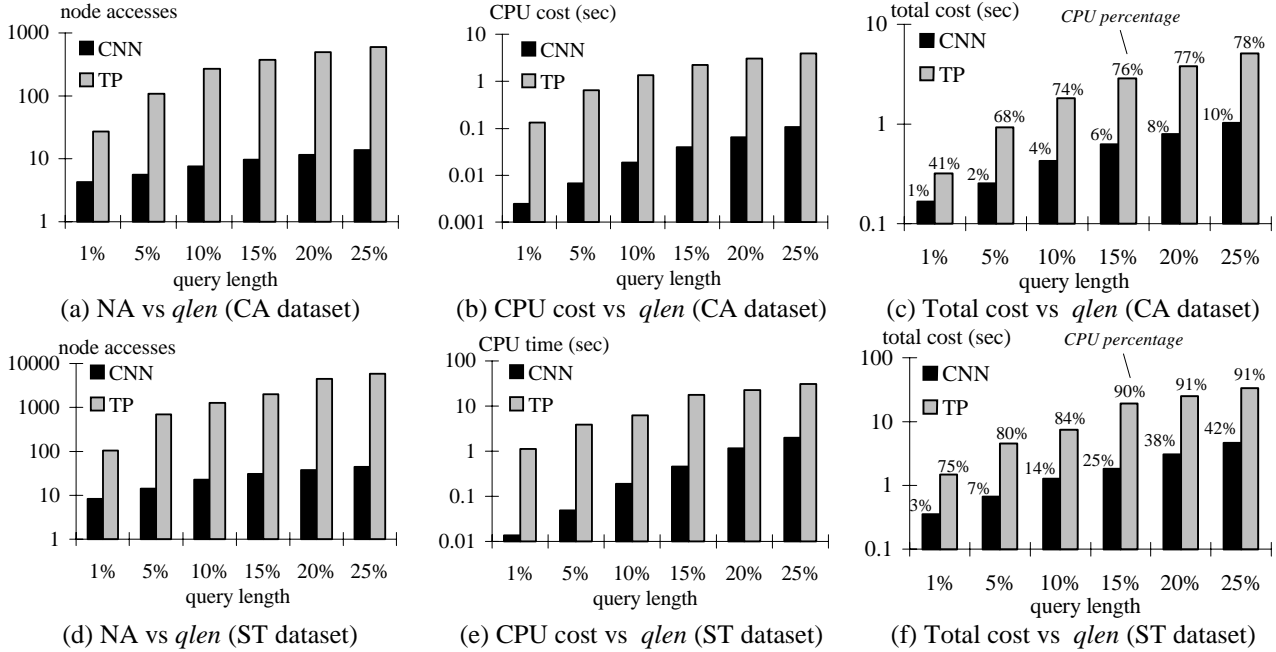 node accesses
1000
100
10
1
CNN
TP
1% 5% 10% 15% 20% 25%
query length
(a) NA vs qlen (CA dataset)
CPU cost (sec)
10
1
0.1
0.01
0.001
CNN
TP
1% 5% 10% 15% 20% 25%
query length
(b) CPU cost vs qlen (CA dataset)
total cost (sec)
CPU percentage
10
1
0.1
CNN
TP
1% 41% 2% 68% 4% 74% 6% 76% 8% 77% 10% 78%
1% 5% 10% 15% 20% 25%
query length
(c) Total cost vs qlen (CA dataset)
node accesses
10000
1000
100
10
1
CNN
TP
1% 5% 10% 15% 20% 25%
query length
(d) NA vs qlen (ST dataset)
CPU time (sec)
100
10
1
0.1
0.01
CNN
TP
1% 5% 10% 15% 20% 25%
query length
(e) CPU cost vs qlen (ST dataset)
total cost (sec)
CPU percentage
100
10
1
0.1
CNN
TP
3% 75% 7% 80% 14% 84% 25% 90% 38% 91% 42% 91%
1% 5% 10% 15% 20% 25%
query length
(f) Total cost vs qlen (ST dataset)